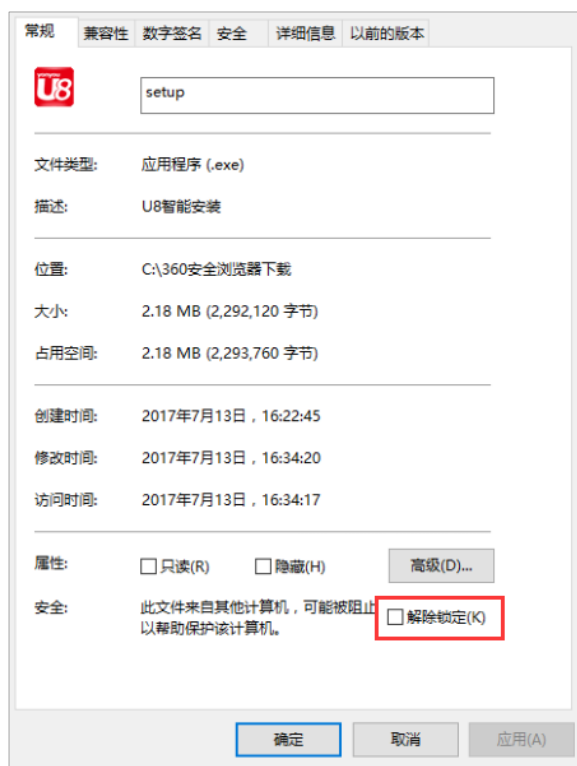 常规 兼容性 数字签名 安全 详细信息 以前的版本
U8
setup
文件类型: 应用程序 (.exe)
描述: U8智能安装
位置: C:\360安全浏览器下载
大小: 2.18 MB (2,292,120 字节)
占用空间: 2.18 MB (2,293,760 字节)
创建时间: 2017年7月13日，16:22:45
修改时间: 2017年7月13日，16:34:20
访问时间: 2017年7月13日，16:34:17
属性: 只读(R) 隐藏(H) 高级(D)...
安全: 此文件来自其他计算机，可能被阻止 解除锁定(K)
以帮助保护该计算机。
确定 取消 应用(A)